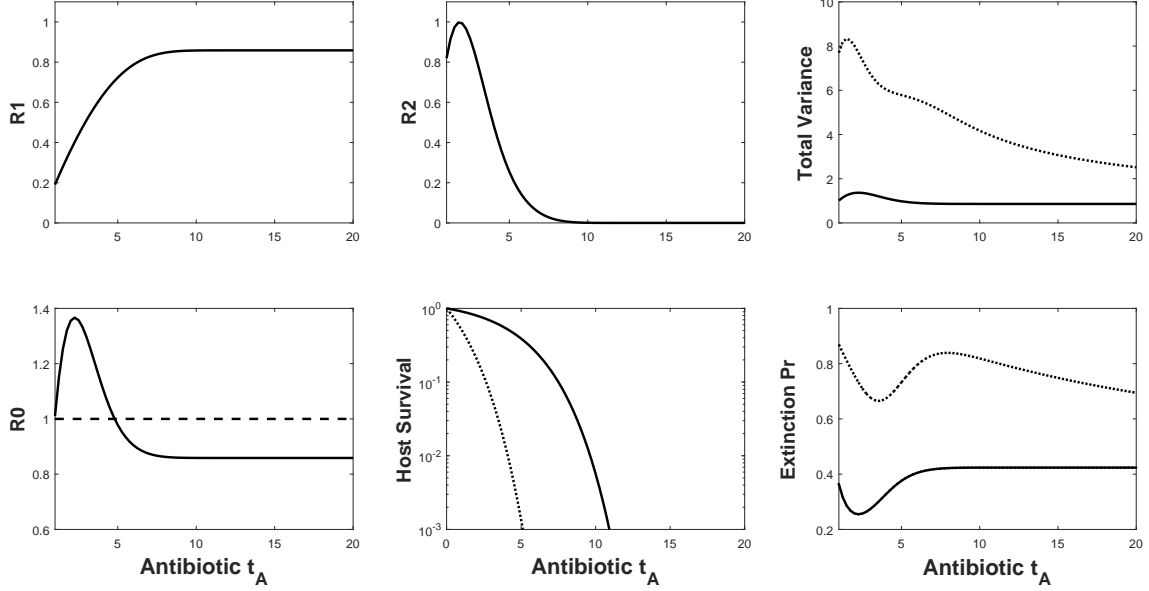 R1
1
0.8
0.6
0.4
0.2
0
5 10 15 20
R2
1
0.8
0.6
0.4
0.2
0
5 10 15 20
Total Variance
10
8
6
4
2
0
5 10 15 20
R0
1.4
1.2
1
0.8
0.6
5 10 15 20
Antibiotic t_A
Host Survival
10^0
10^-1
10^-2
10^-3
0 5 10 15 20
Antibiotic t_A
Extinction Pr
1
0.8
0.6
0.4
0.2
5 10 15 20
Antibiotic t_A